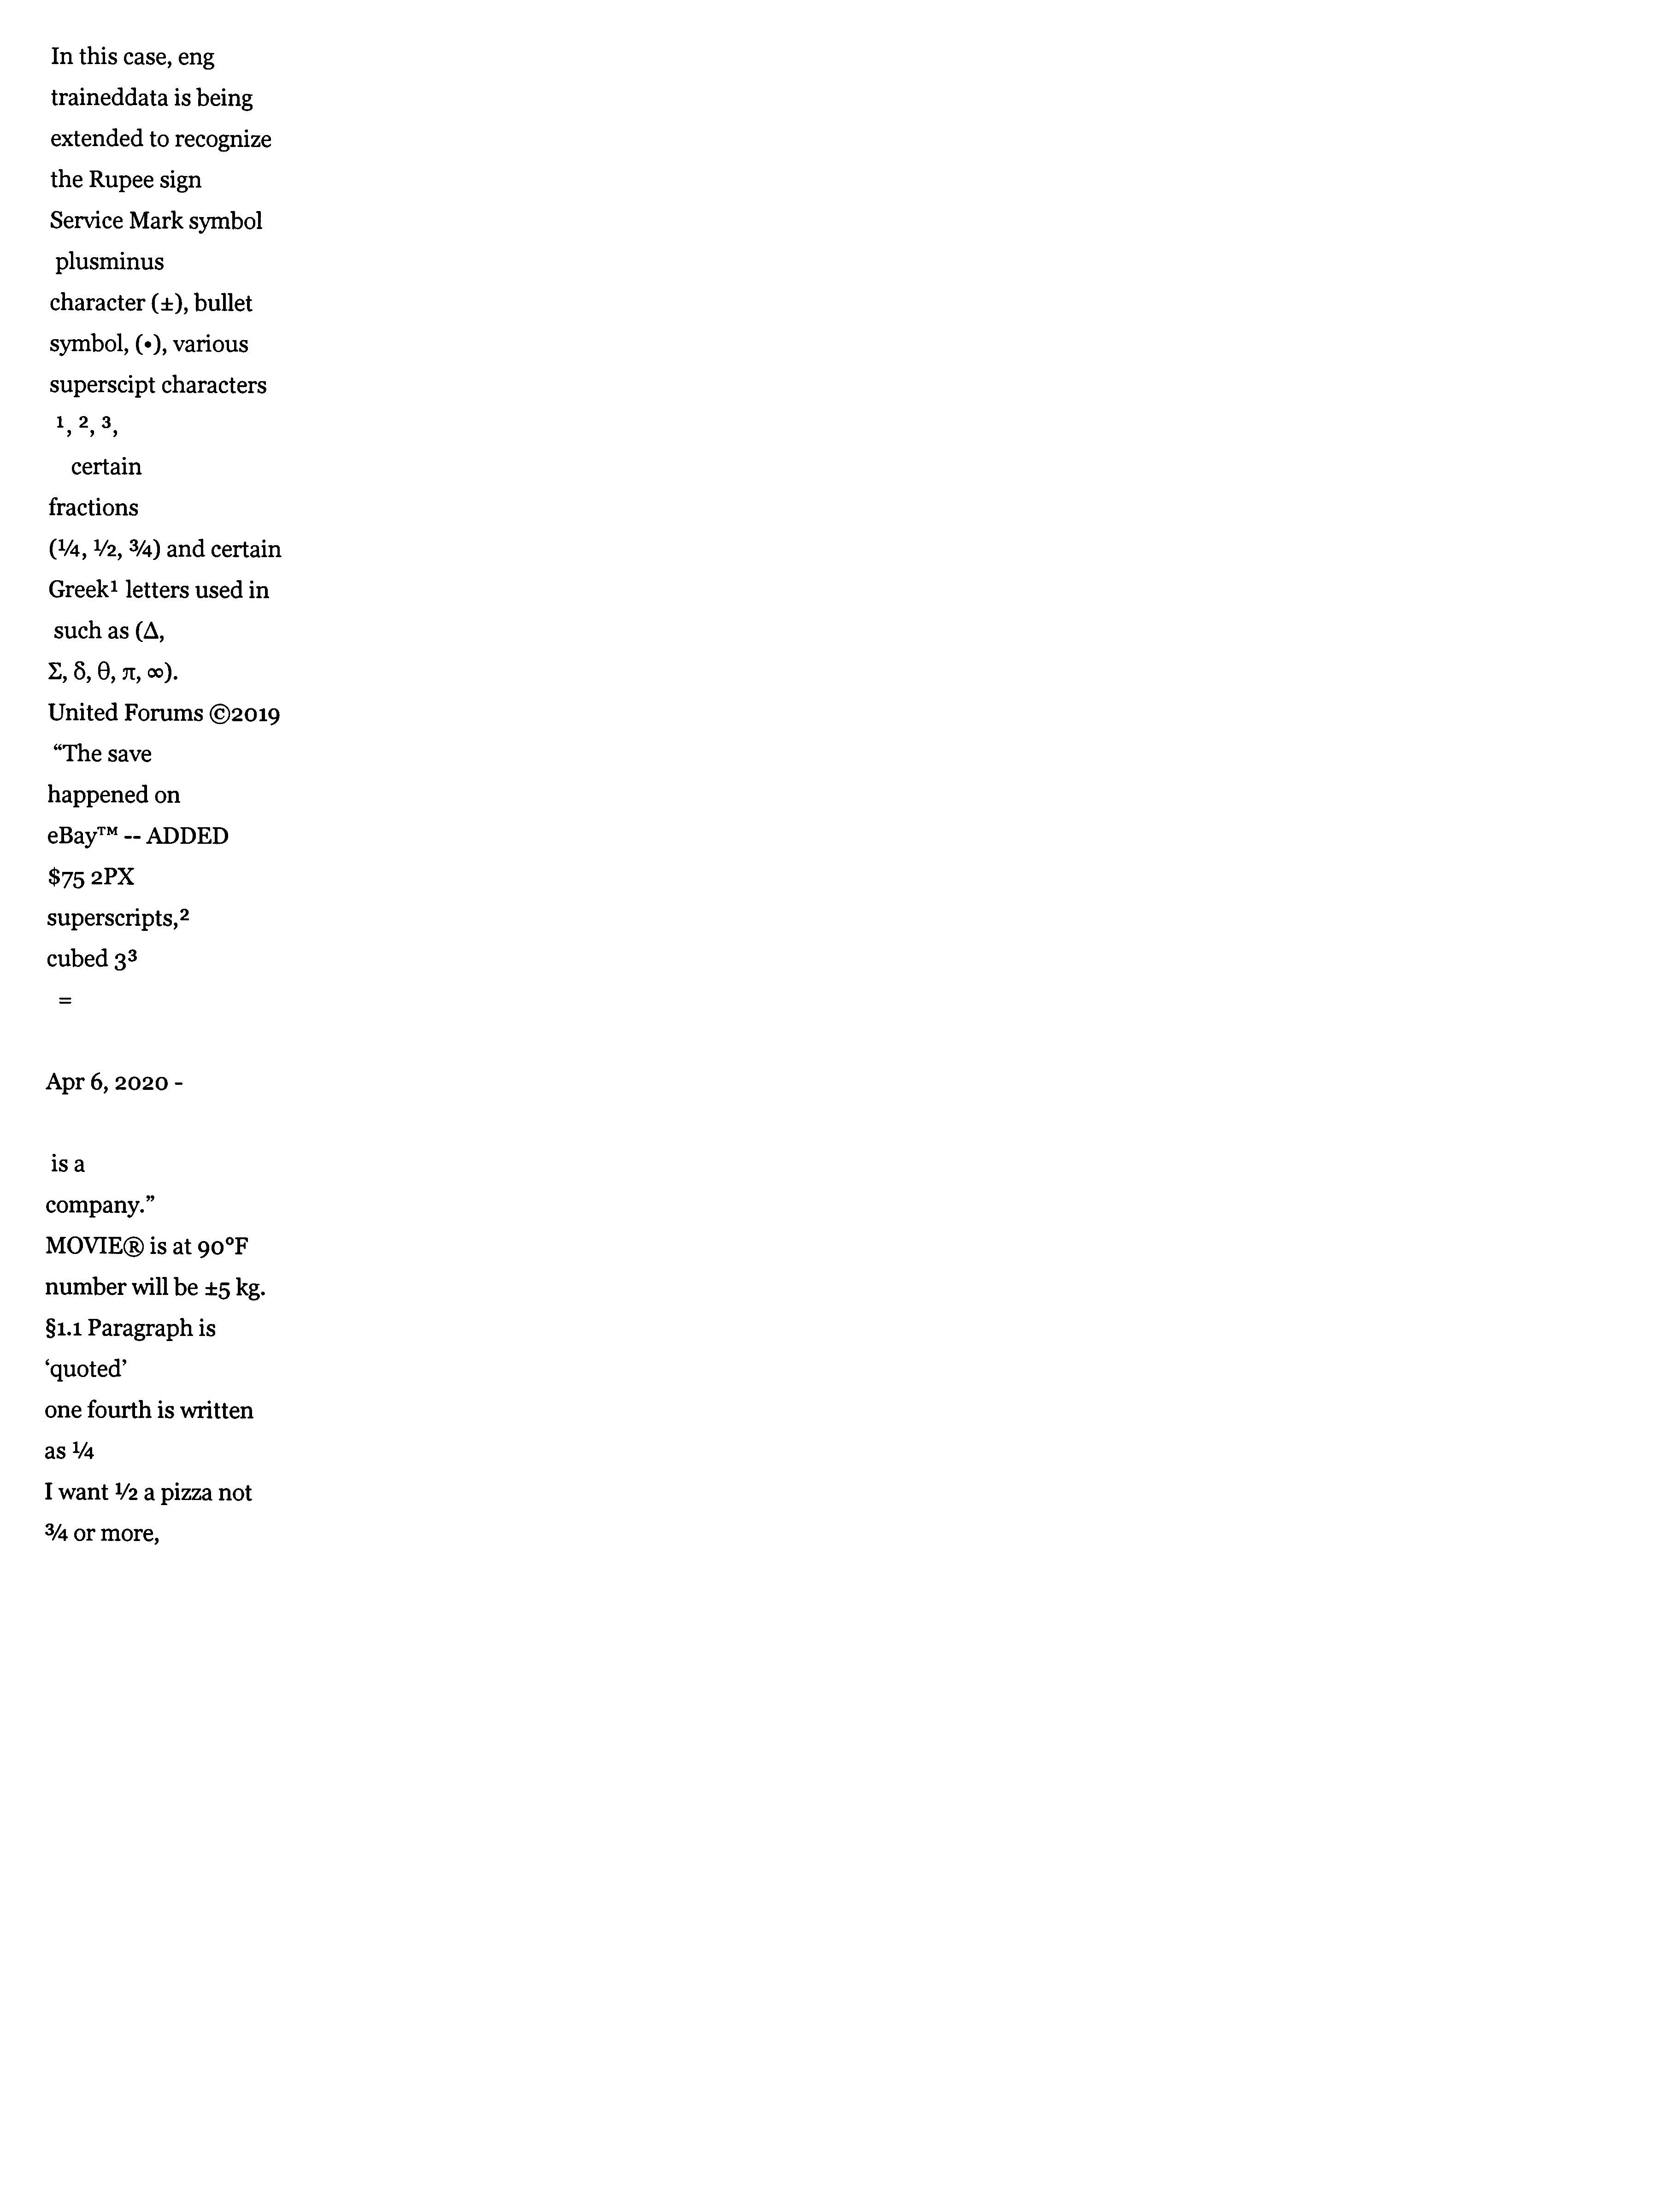 In this case, eng
traineddata is being
extended to recognize
the Rupee sign
Service Mark symbol
plusminus
character (±), bullet
symbol, (•), various
superscipt characters
¹, ², ³,
certain
fractions
(¼, ½, ¾) and certain
Greek¹ letters used in
such as (Δ,
Σ, δ, θ, π, ∞).
United Forums ©2019
“The save
happened on
eBay™ -- ADDED
$75 2PX
superscripts,²
cubed 3³
=
Apr 6, 2020 -
is a
company.”
MOVIE® is at 90°F
number will be ±5 kg.
§1.1 Paragraph is
‘quoted’
one fourth is written
as ¼
I want ½ a pizza not
¾ or more,